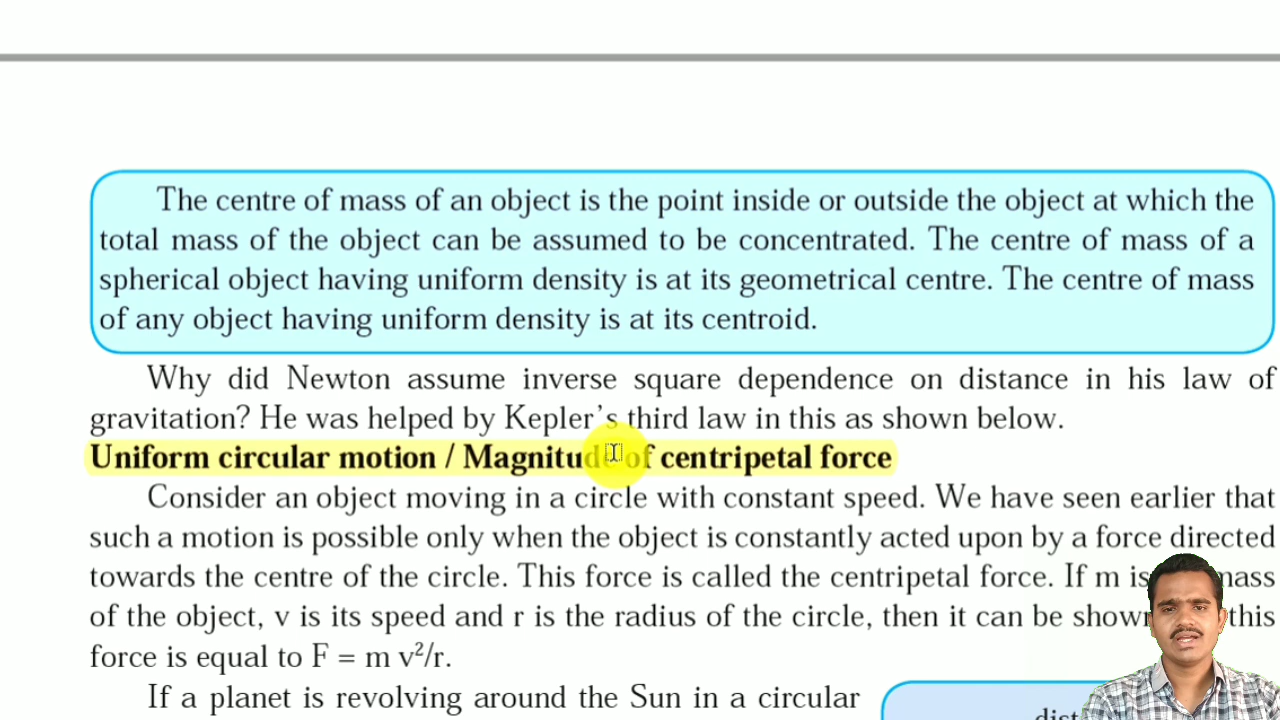 The centre of mass of an object is the point inside or outside the object at which the
total mass of the object can be assumed to be concentrated. The centre of mass of a
spherical object having uniform density is at its geometrical centre. The centre of mass
of any object having uniform density is at its centroid.
Why did Newton assume inverse square dependence on distance in his law of
gravitation? He was helped by Kepler's third law in this as shown below.
Uniform circular motion / Magnitude of centripetal force
Consider an object moving in a circle with constant speed. We have seen earlier that
such a motion is possible only when the object is constantly acted upon by a force directed
towards the centre of the circle. This force is called the centripetal force. If m is mass
of the object, v is its speed and r is the radius of the circle, then it can be shown this
force is equal to F = m v²/r.
If a planet is revolving around the Sun in a circular